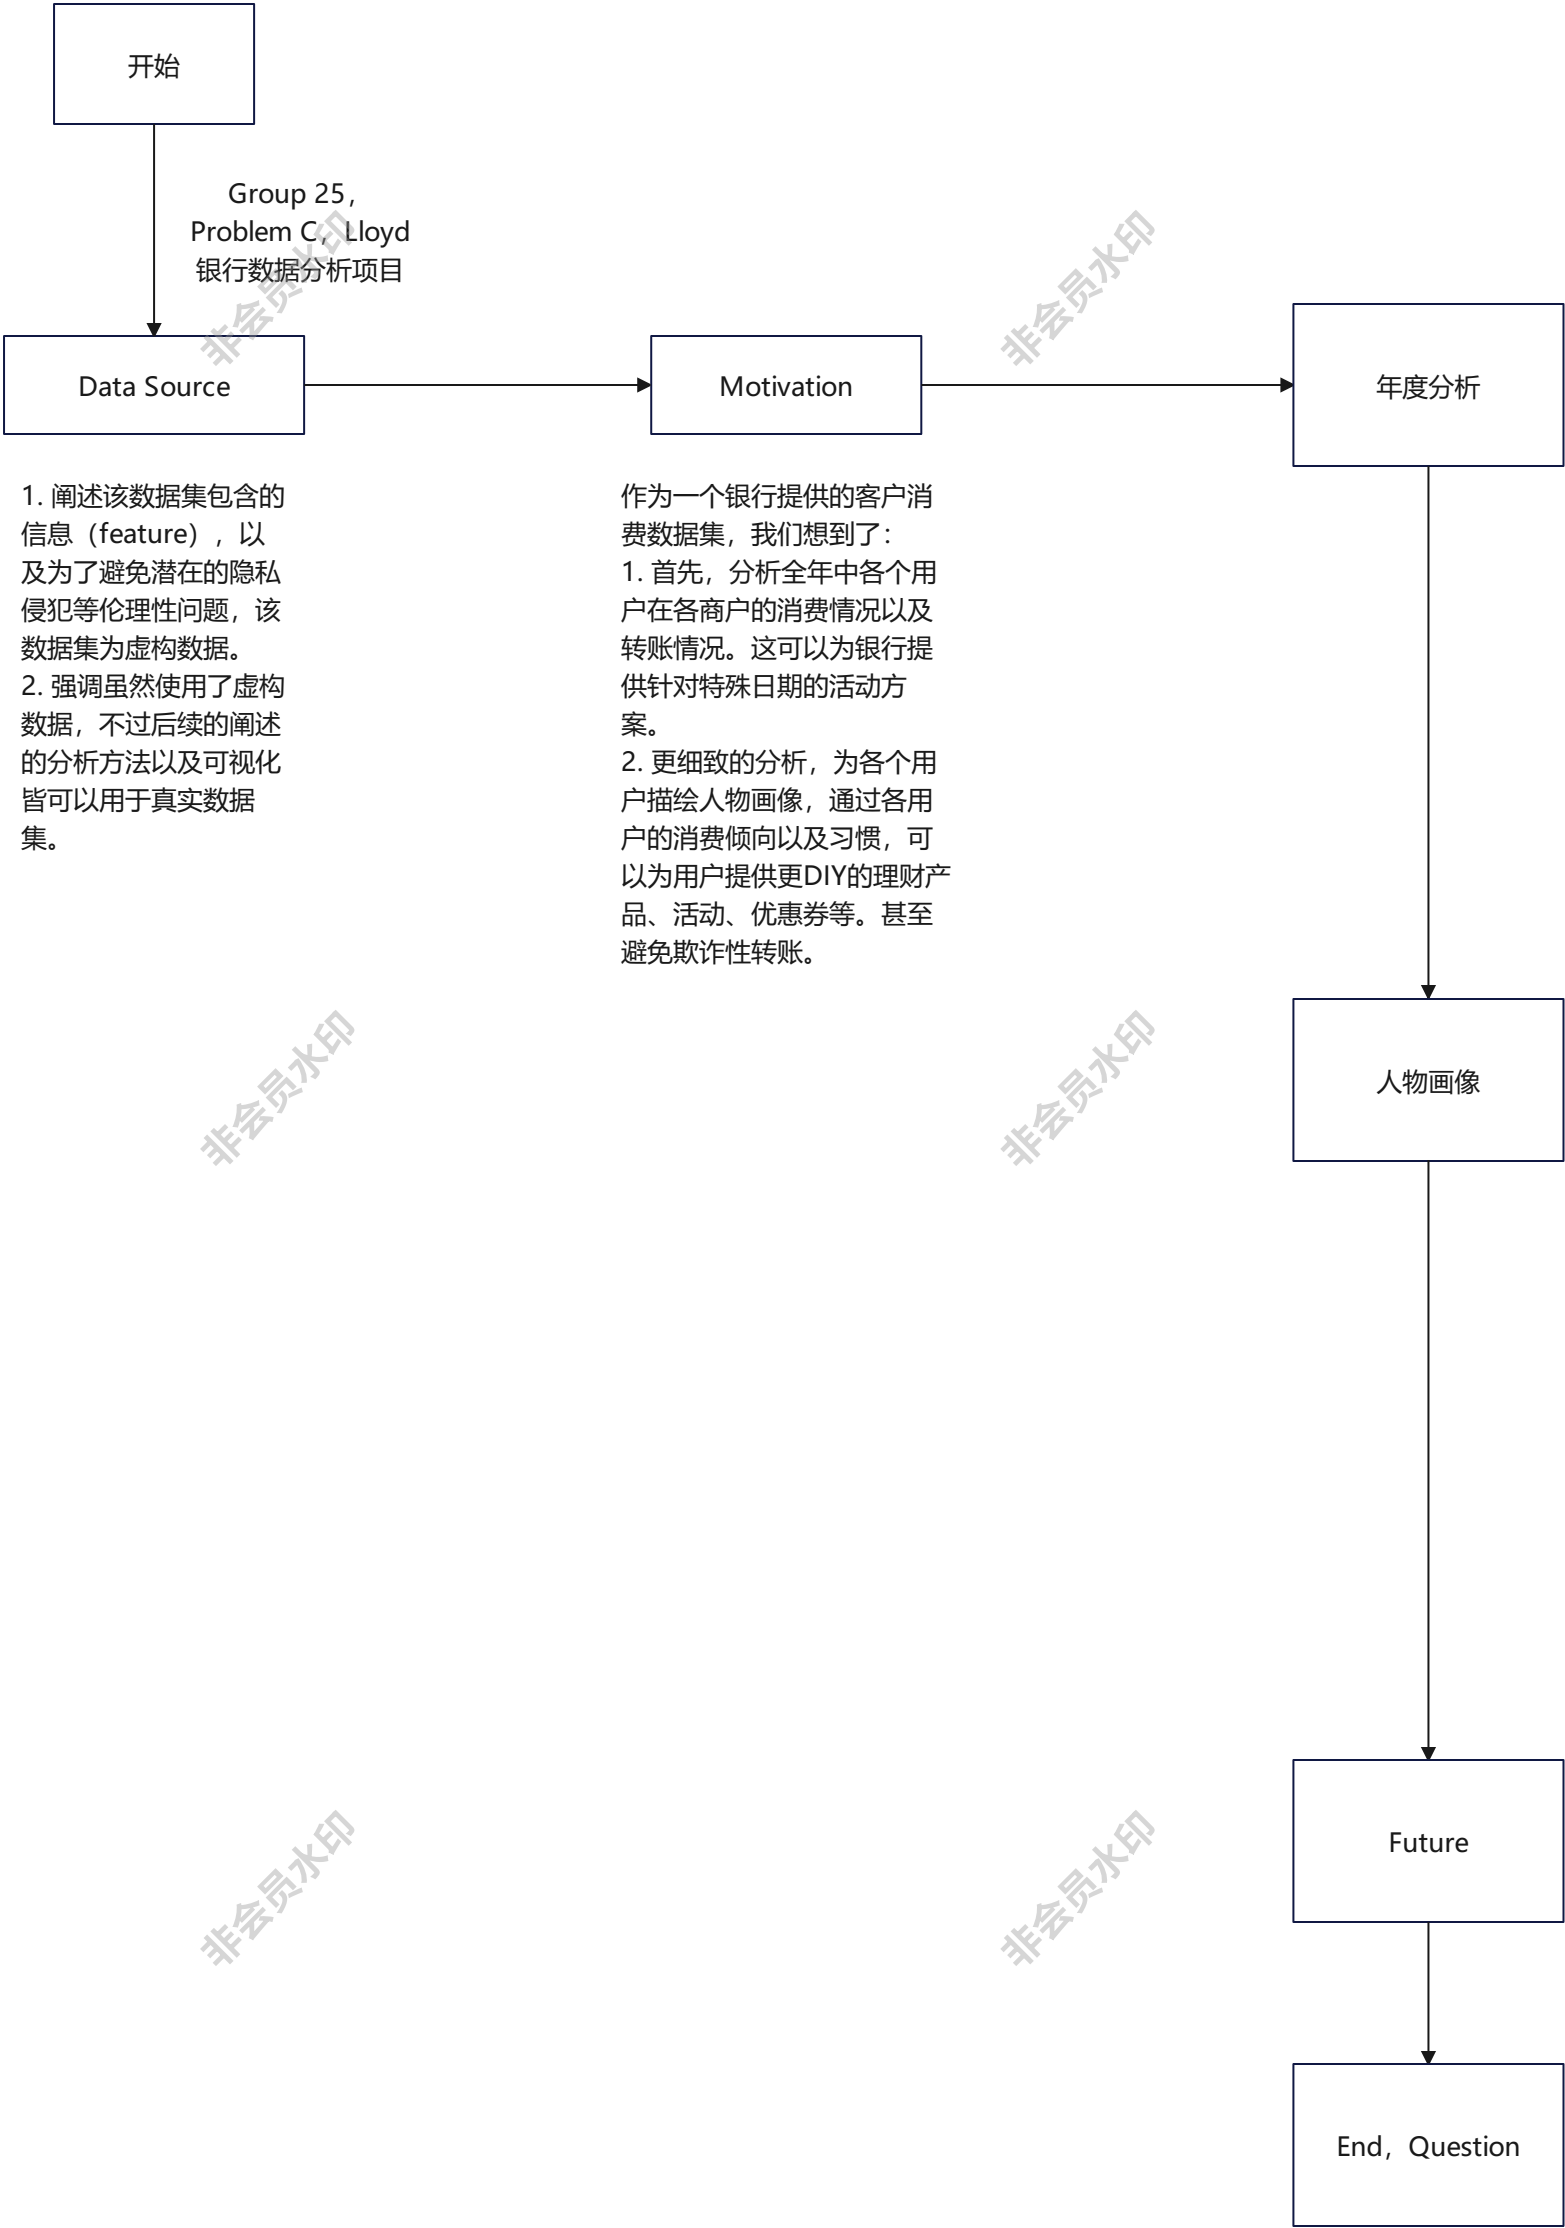 开始
Group 25，
Problem C，Lloyd
银行数据分析项目
Data Source
Motivation
年度分析
1. 阐述该数据集包含的
信息（feature），以
及为了避免潜在的隐私
侵犯等伦理性问题，该
数据集为虚构数据。
2. 强调虽然使用了虚构
数据，不过后续的阐述
的分析方法以及可视化
皆可以用于真实数据
集。
作为一个银行提供的客户消
费数据集，我们想到了：
1. 首先，分析全年中各个用
户在各商户的消费情况以及
转账情况。这可以为银行提
供针对特殊日期的活动方
案。
2. 更细致的分析，为各个用
户描绘人物画像，通过各用
户的消费倾向以及习惯，可
以为用户提供更DIY的理财产
品、活动、优惠券等。甚至
避免欺诈性转账。
人物画像
Future
End，Question
非会员水印
非会员水印
非会员水印
非会员水印
非会员水印
非会员水印